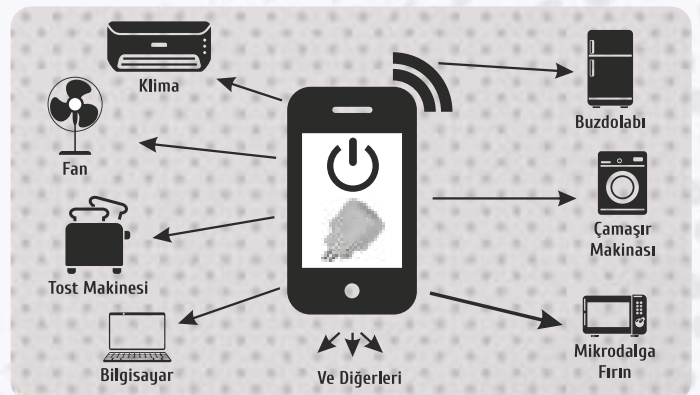 Klima
Fan
Tost Makinesi
Bilgisayar
Ve Diğerleri
Buzdolabı
Çamaşır
Makinası
Mikrodalga
Fırın